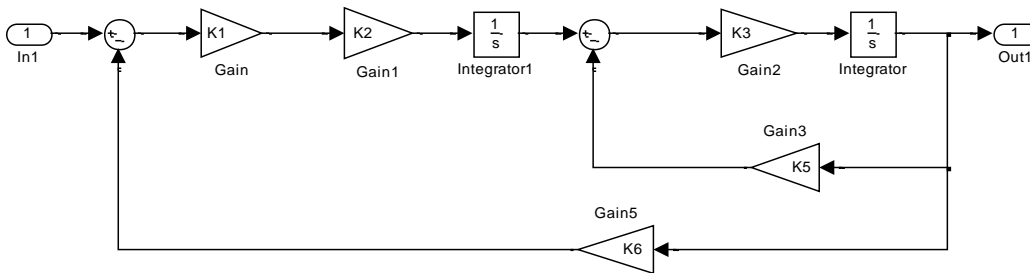 1
In1
+
-
K1
Gain
K2
Gain1
1
s
Integrator1
+
-
K3
Gain2
1
s
Integrator
1
Out1
Gain3
K5
Gain5
K6